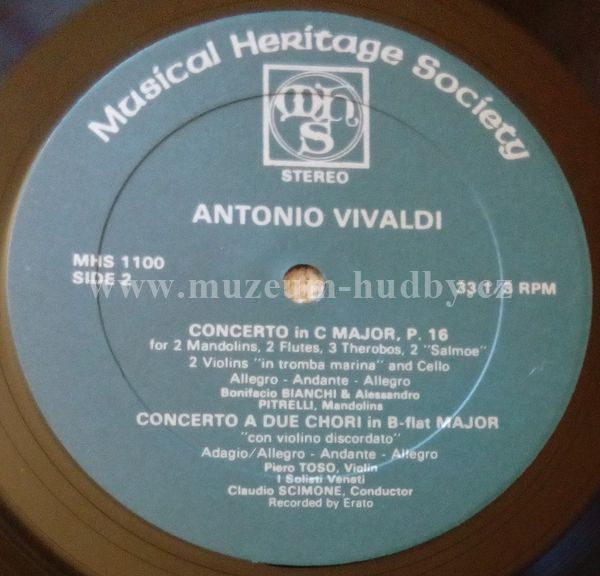 Musical Heritage Society
MHS
STEREO
ANTONIO VIVALDI
MHS 1100
SIDE 2
33 1/3 RPM
www.muzeum-hudby.cz
CONCERTO in C MAJOR, P. 16
for 2 Mandolins, 2 Flutes, 3 Therobos, 2 "Salmoe"
2 Violins "in tromba marina" and Cello
Allegro - Andante - Allegro
Bonifacio BIANCHI & Alessandro
PITRELLI, Mandolins
CONCERTO A DUE CHORI in B-flat MAJOR
"con violino discordato"
Adagio/Allegro - Andante - Allegro
Piero TOSO, Violin
I Solisti Venati
Claudio SCIMONE, Conductor
Recorded by Erato